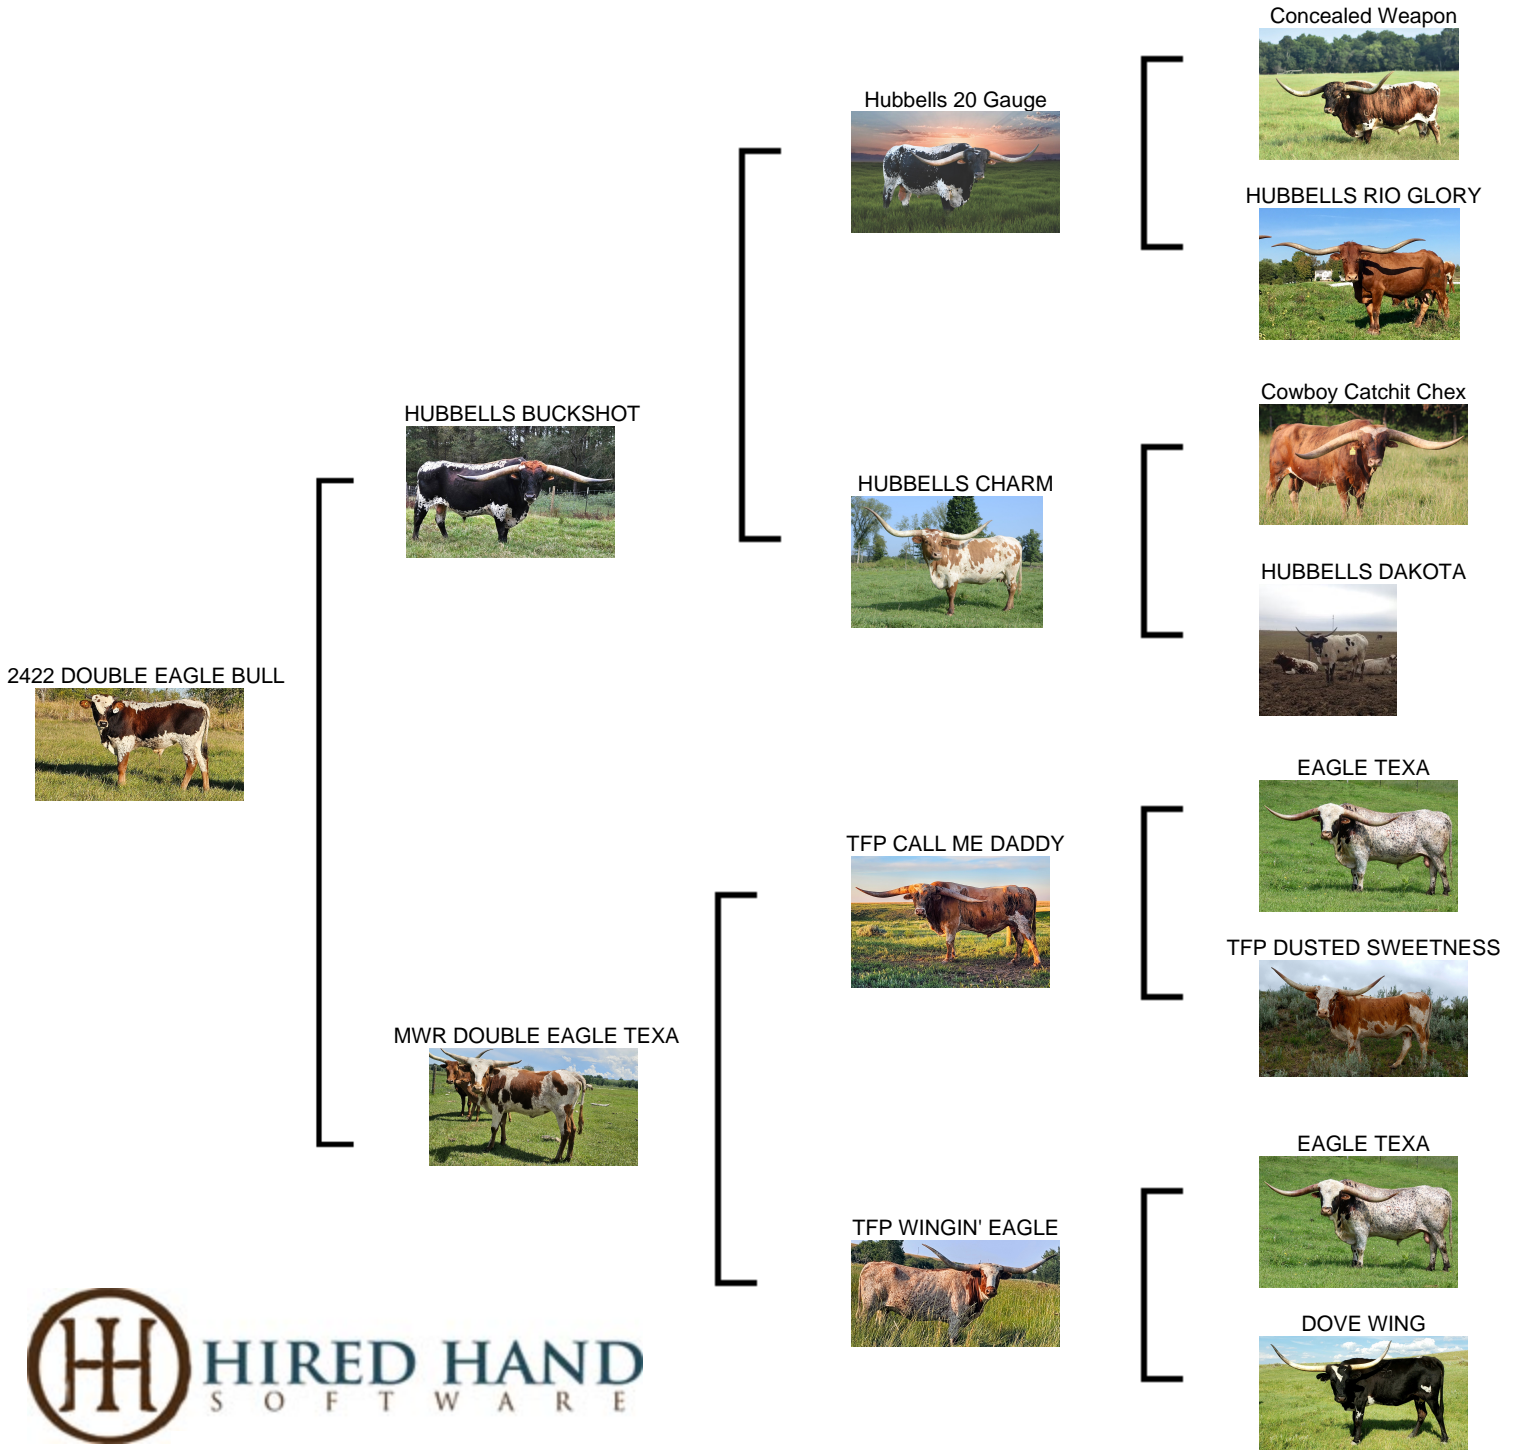 Concealed Weapon
Hubbells 20 Gauge
HUBBELLS RIO GLORY
Cowboy Catchit Chex
HUBBELLS BUCKSHOT
HUBBELLS CHARM
HUBBELLS DAKOTA
2422 DOUBLE EAGLE BULL
EAGLE TEXA
TFP CALL ME DADDY
TFP DUSTED SWEETNESS
MWR DOUBLE EAGLE TEXA
EAGLE TEXA
TFP WINGIN' EAGLE
DOVE WING
HIRED HAND
SOFTWARE